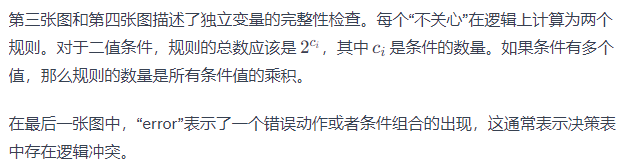 第三张图和第四张图描述了独立变量的完整性检查。每个“不关心”在逻辑上计算为两个
规则。对于二值条件，规则的总数应该是 $2^{c_i}$，其中 $c_i$ 是条件的数量。如果条件有多个
值，那么规则的数量是所有条件值的乘积。
在最后一张图中，“error”表示了一个错误动作或者条件组合的出现，这通常表示决策表
中存在逻辑冲突。